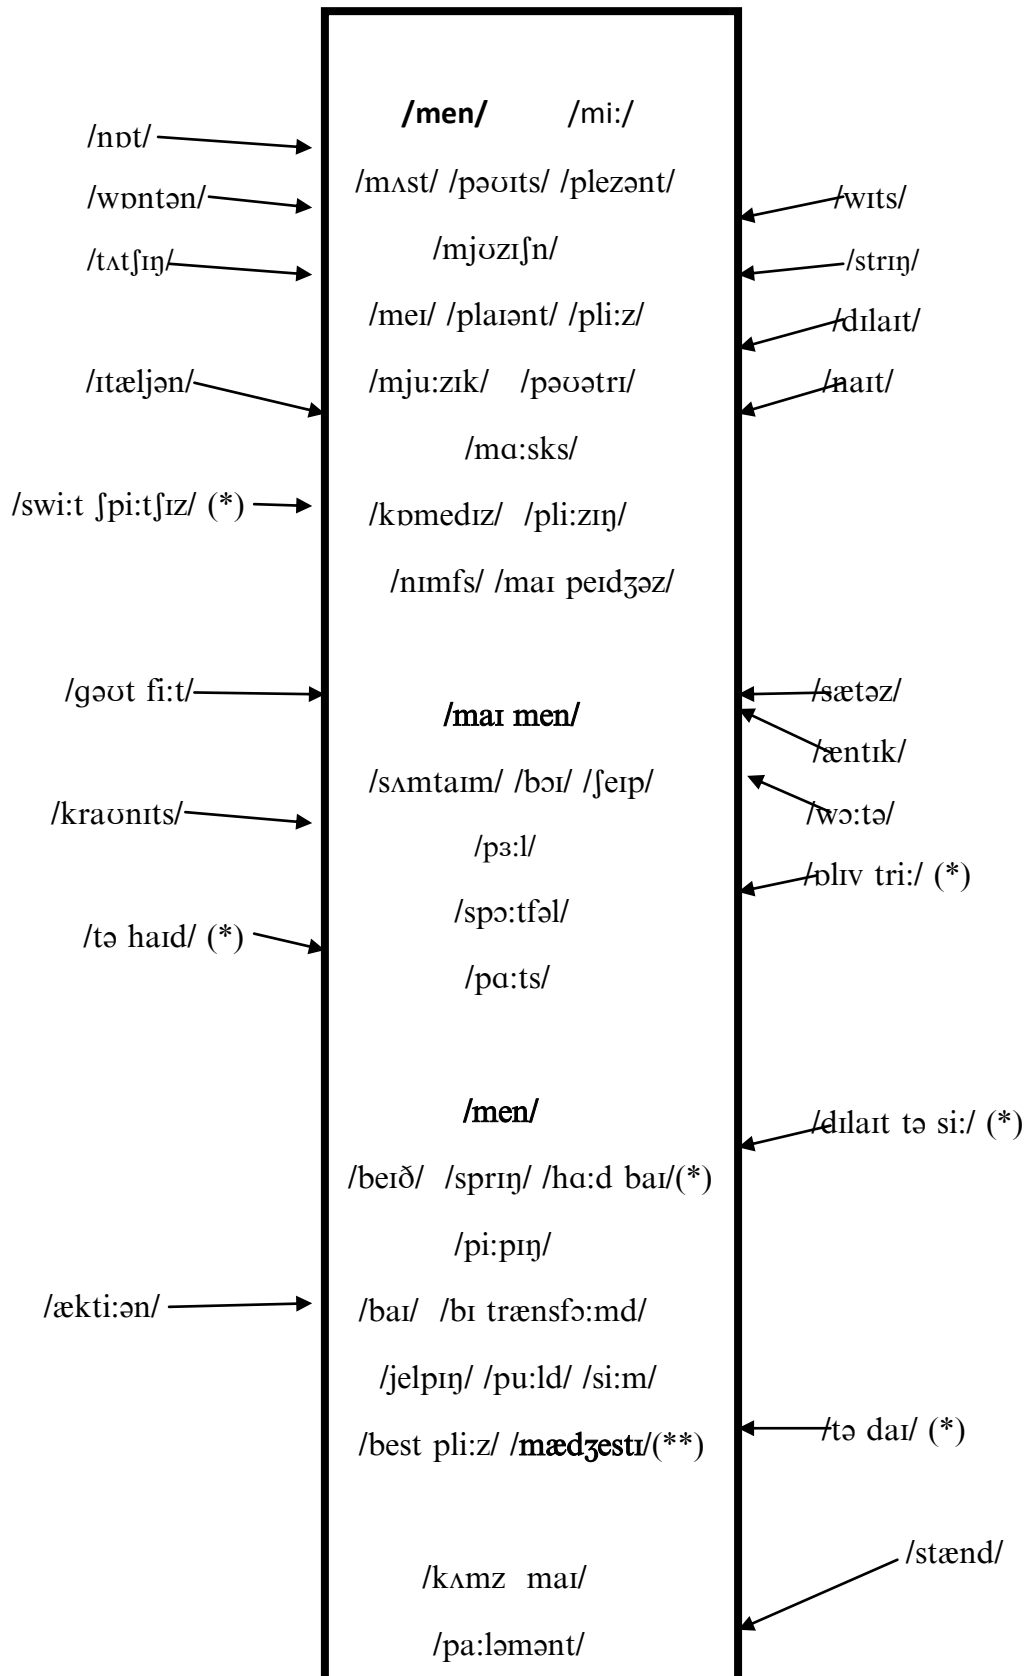 /men/ /mi:/
/nɒt/
/mʌst/ /pəʊɪts/ /plezənt/
/wɒntən/ /wɪts/
/mjʊzɪʃn/
/tʌtʃɪŋ/ /strɪŋ/
/meɪ/ /plaɪənt/ /pli:z/ /dɪlaɪt/
/ɪtæljən/ /mju:zɪk/ /pəʊətrɪ/ /naɪt/
/mɑ:sks/
/swi:t ʃpi:tʃɪz/ (*) /kɒmedɪz/ /pli:zɪŋ/
/nɪmfs/ /maɪ peɪdʒəz/
/gəʊt fi:t/ /sætəz/
/maɪ men/
/æntɪk/
/sʌmtaɪm/ /bɔɪ/ /ʃeɪp/
/kraʊnɪts/ /wɔ:tə/
/pɜ:l/
/ɒlɪv tri:/ (*)
/spɔ:tfəl/
/tə haɪd/ (*)
/pɑ:ts/
/men/ /dɪlaɪt tə si:/ (*)
/beɪð/ /sprɪŋ/ /hɑ:d baɪ/(*)
/pi:pɪŋ/
/ækti:ən/ /baɪ/ /bɪ trænsfɔ:md/
/jelpɪŋ/ /pu:ld/ /si:m/
/best pli:z/ /mædʒestɪ/(**) /tə daɪ/ (*)
/stænd/
/kʌmz maɪ/
/pa:ləmənt/